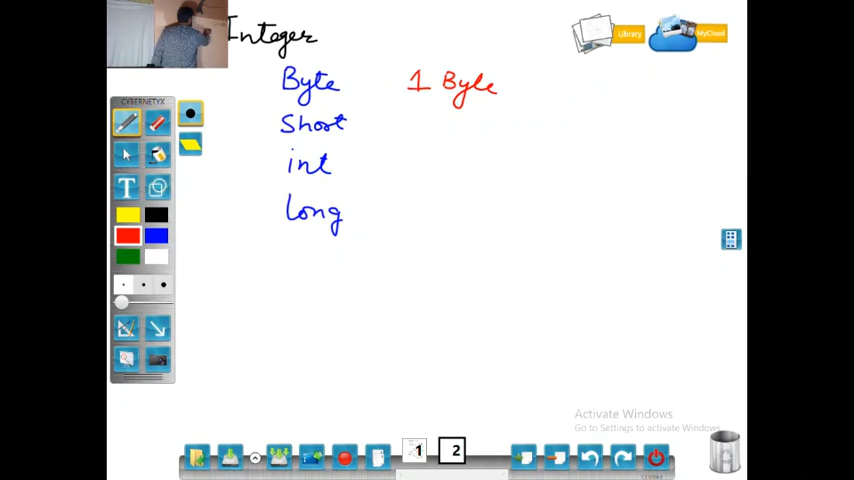 Integer
Library
MyCloud
Byte 1 Byte
Short
int
long
CYBERNETYX
T
Activate Windows
Go to Settings to activate Windows.
1 2